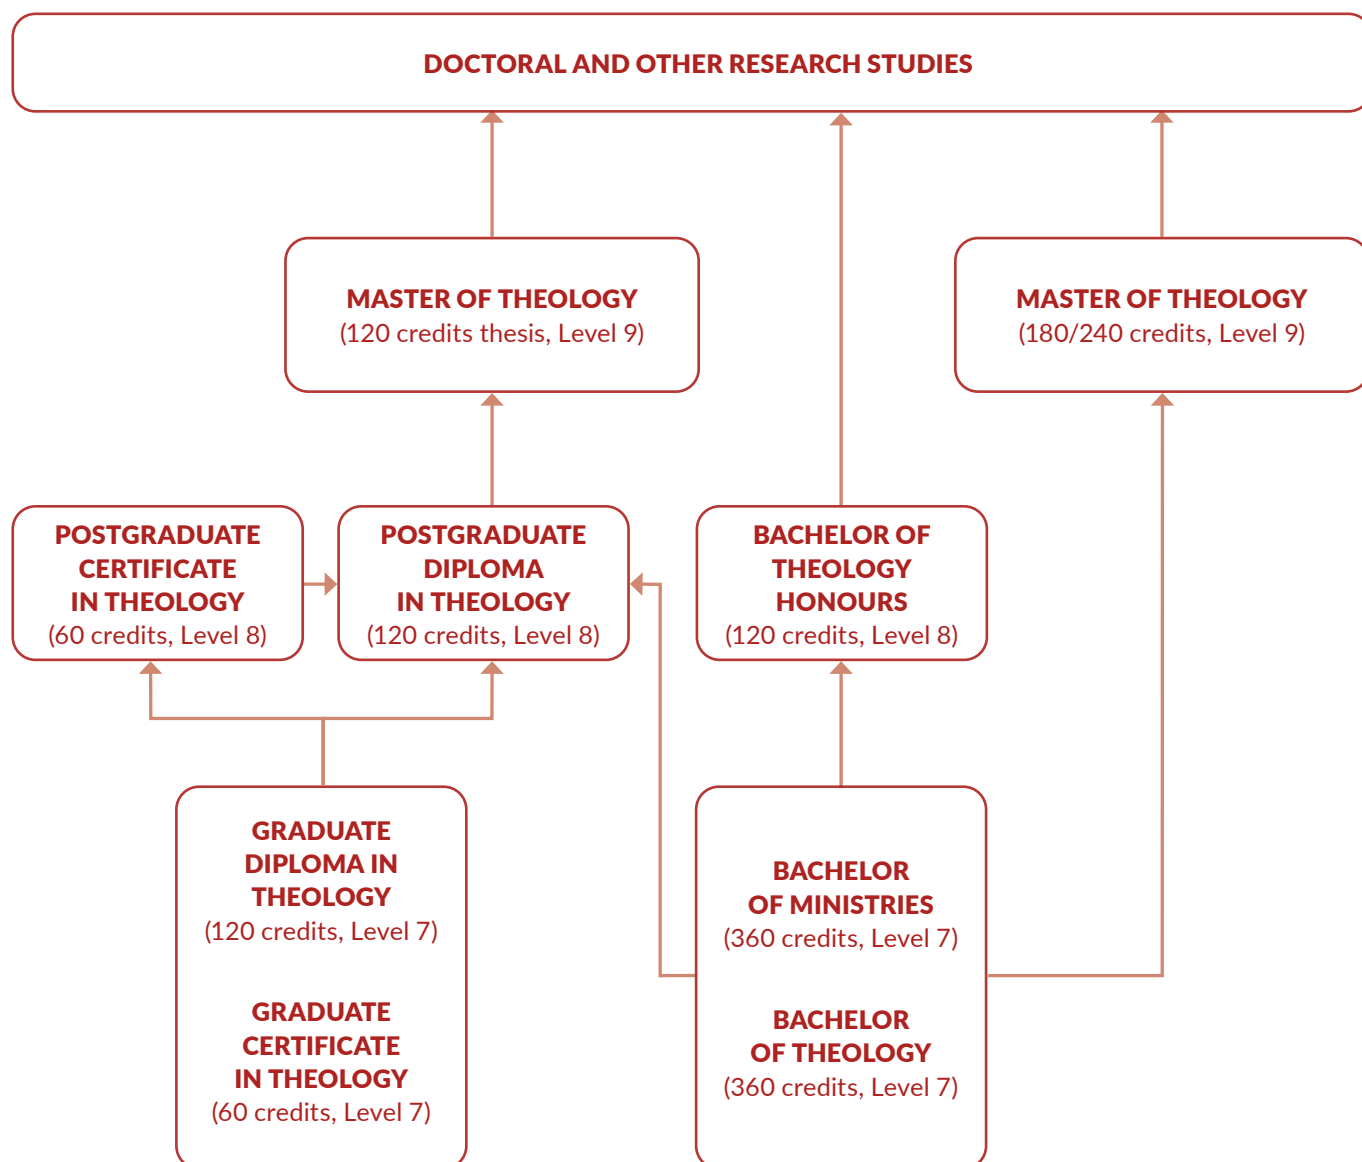 DOCTORAL AND OTHER RESEARCH STUDIES
MASTER OF THEOLOGY
(120 credits thesis, Level 9)
MASTER OF THEOLOGY
(180/240 credits, Level 9)
POSTGRADUATE
CERTIFICATE
IN THEOLOGY
(60 credits, Level 8)
POSTGRADUATE
DIPLOMA
IN THEOLOGY
(120 credits, Level 8)
BACHELOR OF
THEOLOGY
HONOURS
(120 credits, Level 8)
GRADUATE
DIPLOMA IN
THEOLOGY
(120 credits, Level 7)
GRADUATE
CERTIFICATE
IN THEOLOGY
(60 credits, Level 7)
BACHELOR
OF MINISTRIES
(360 credits, Level 7)
BACHELOR
OF THEOLOGY
(360 credits, Level 7)